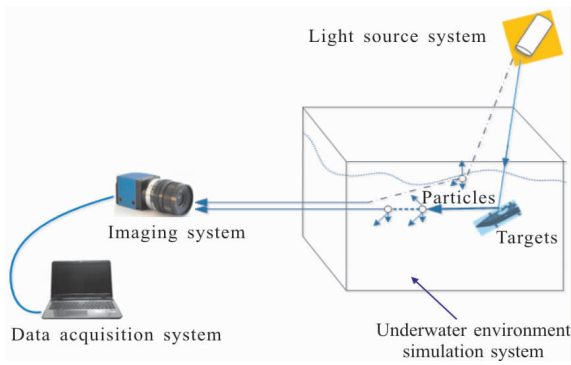 Light source system
Particles
Imaging system
Targets
Data acquisition system
Underwater environment
simulation system